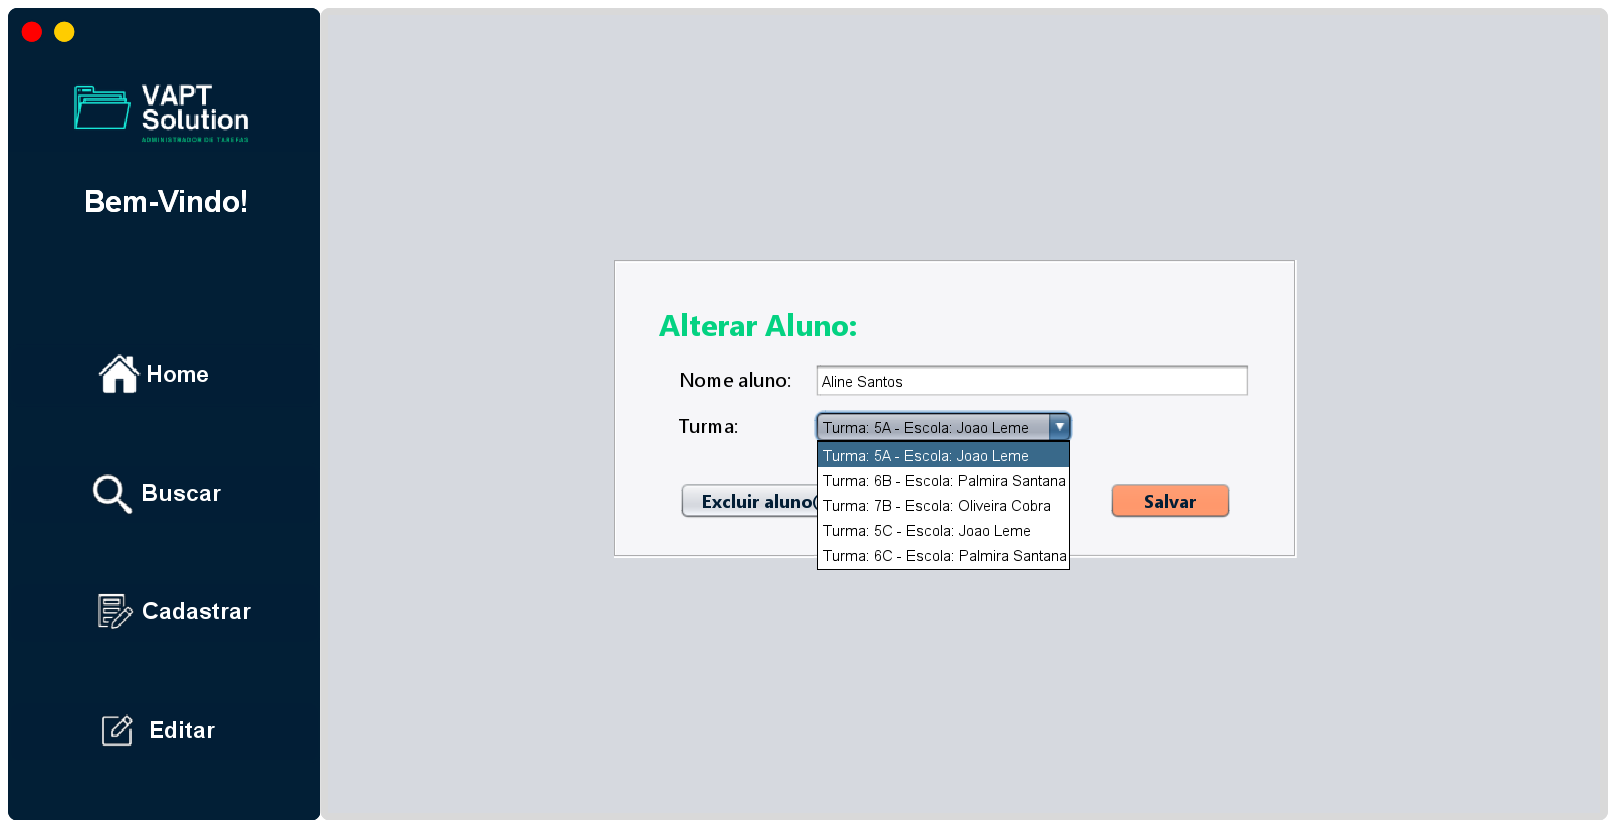 VAPT
Solution
ADMINISTRADOR DE TAREFAS
Bem-Vindo!
Home
Buscar
Cadastrar
Editar
Alterar Aluno:
Nome aluno: Aline Santos
Turma: Turma: 5A - Escola: Joao Leme
Turma: 5A - Escola: Joao Leme
Turma: 6B - Escola: Palmira Santana
Turma: 7B - Escola: Oliveira Cobra
Turma: 5C - Escola: Joao Leme
Turma: 6C - Escola: Palmira Santana
Excluir aluno(
Salvar